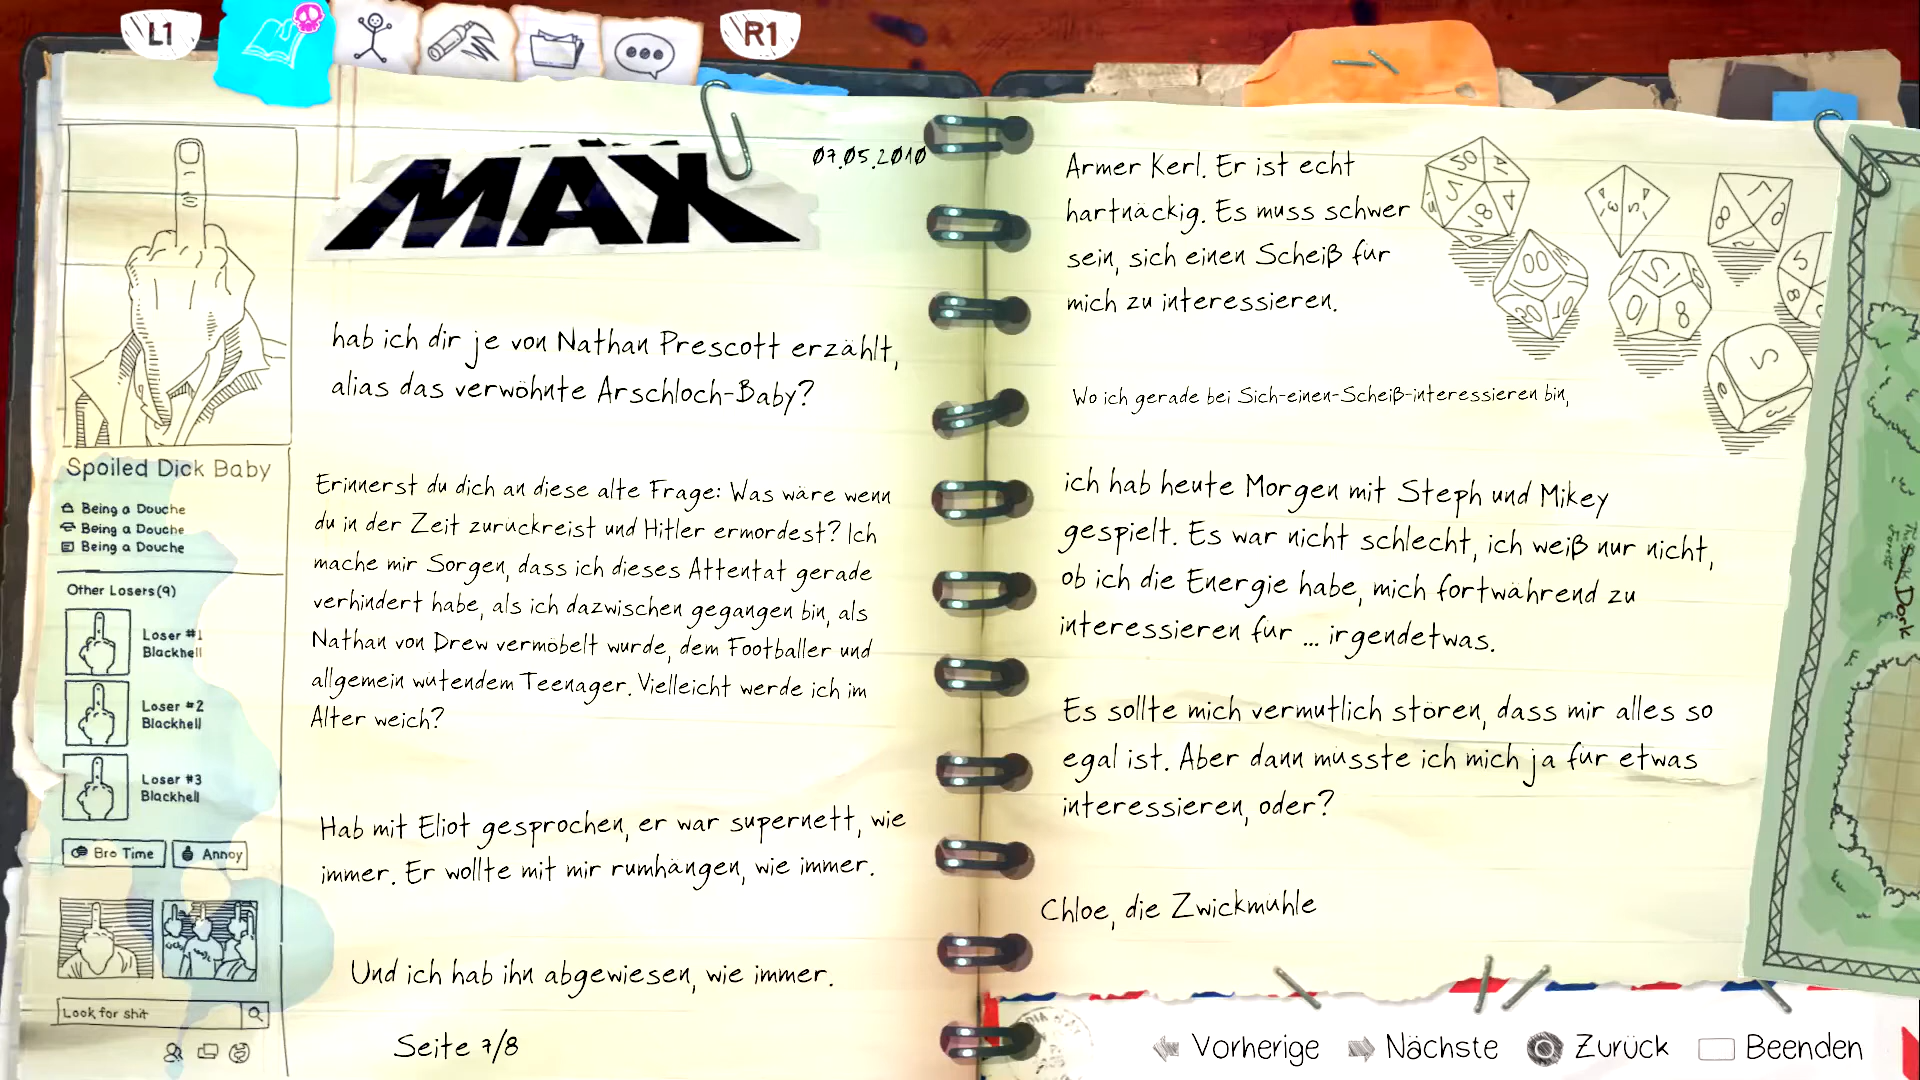 L1
R1
Spoiled Dick Baby
Being a Douche
Being a Douche
Being a Douche
Other Losers(9)
Loser #1
Blackhell
Loser #2
Blackhell
Loser #3
Blackhell
Bro Time
Annoy
Look for shit
MÄX
07.05.2010
hab ich dir je von Nathan Prescott erzählt,
alias das verwöhnte Arschloch-Baby?
Erinnerst du dich an diese alte Frage: Was wäre wenn
du in der Zeit zurückreist und Hitler ermordest? Ich
mache mir Sorgen, dass ich dieses Attentat gerade
verhindert habe, als ich dazwischen gegangen bin, als
Nathan von Drew vermöbelt wurde, dem Footballer und
allgemein wütendem Teenager. Vielleicht werde ich im
Alter weich?
Hab mit Eliot gesprochen, er war supernett, wie
immer. Er wollte mit mir rumhängen, wie immer.
Und ich hab ihn abgewiesen, wie immer.
Seite 7/8
Armer Kerl. Er ist echt
hartnäckig. Es muss schwer
sein, sich einen Scheiß für
mich zu interessieren.
Wo ich gerade bei Sich-einen-Scheiß-interessieren bin,
ich hab heute Morgen mit Steph und Mikey
gespielt. Es war nicht schlecht, ich weiß nur nicht,
ob ich die Energie habe, mich fortwährend zu
interessieren für ... irgendetwas.
Es sollte mich vermutlich stören, dass mir alles so
egal ist. Aber dann müsste ich mich ja für etwas
interessieren, oder?
Chloe, die Zwickmühle
Dork
Vorherige
Nächste
Zurück
Beenden